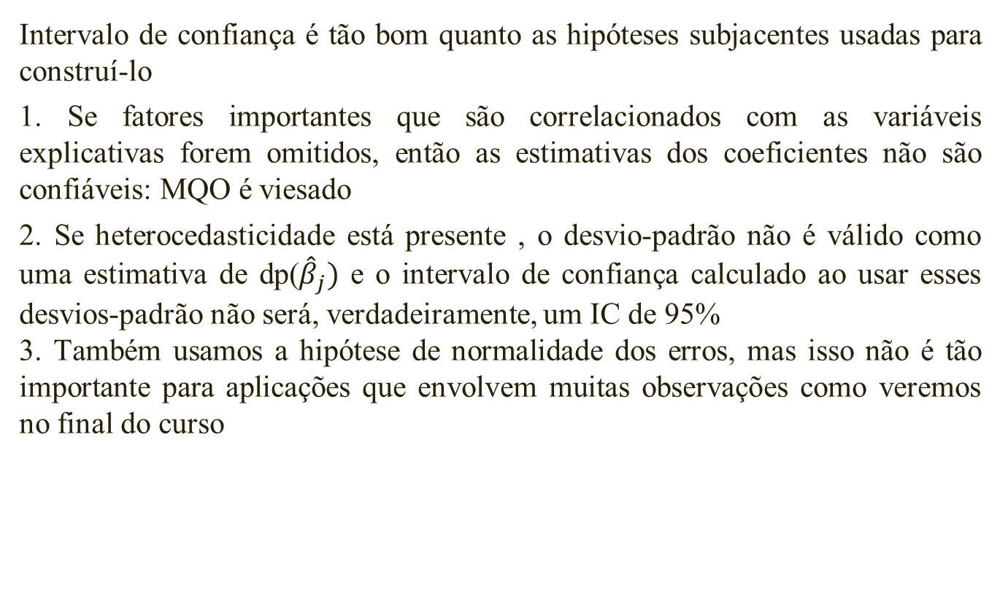 Intervalo de confiança é tão bom quanto as hipóteses subjacentes usadas para
construí-lo
1. Se fatores importantes que são correlacionados com as variáveis
explicativas forem omitidos, então as estimativas dos coeficientes não são
confiáveis: MQO é viesado
2. Se heterocedasticidade está presente , o desvio-padrão não é válido como
uma estimativa de dp(β̂ⱼ) e o intervalo de confiança calculado ao usar esses
desvios-padrão não será, verdadeiramente, um IC de 95%
3. Também usamos a hipótese de normalidade dos erros, mas isso não é tão
importante para aplicações que envolvem muitas observações como veremos
no final do curso